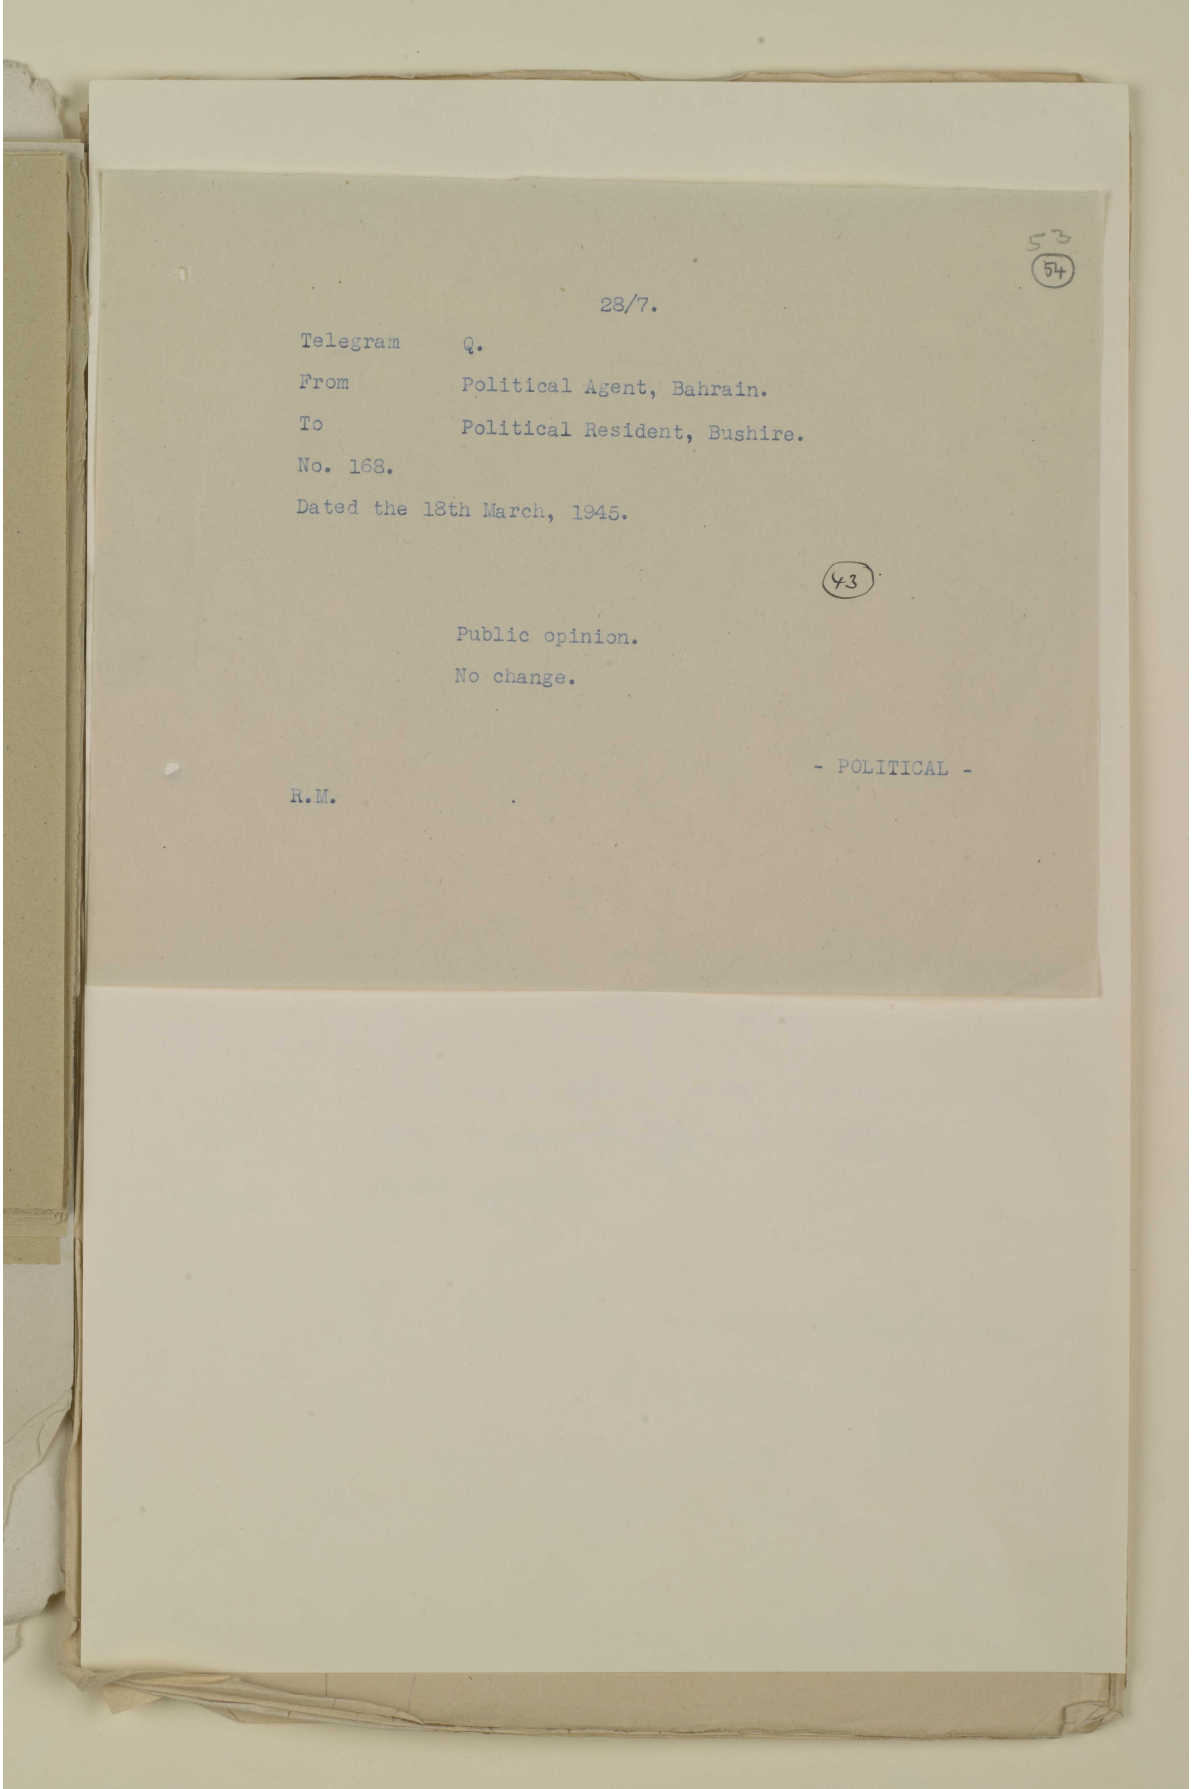 53
54
28/7.
Telegram Q.
From Political Agent, Bahrain.
To Political Resident, Bushire.
No. 168.
Dated the 18th March, 1945.
43
Public opinion.
No change.
- POLITICAL -
R.M.